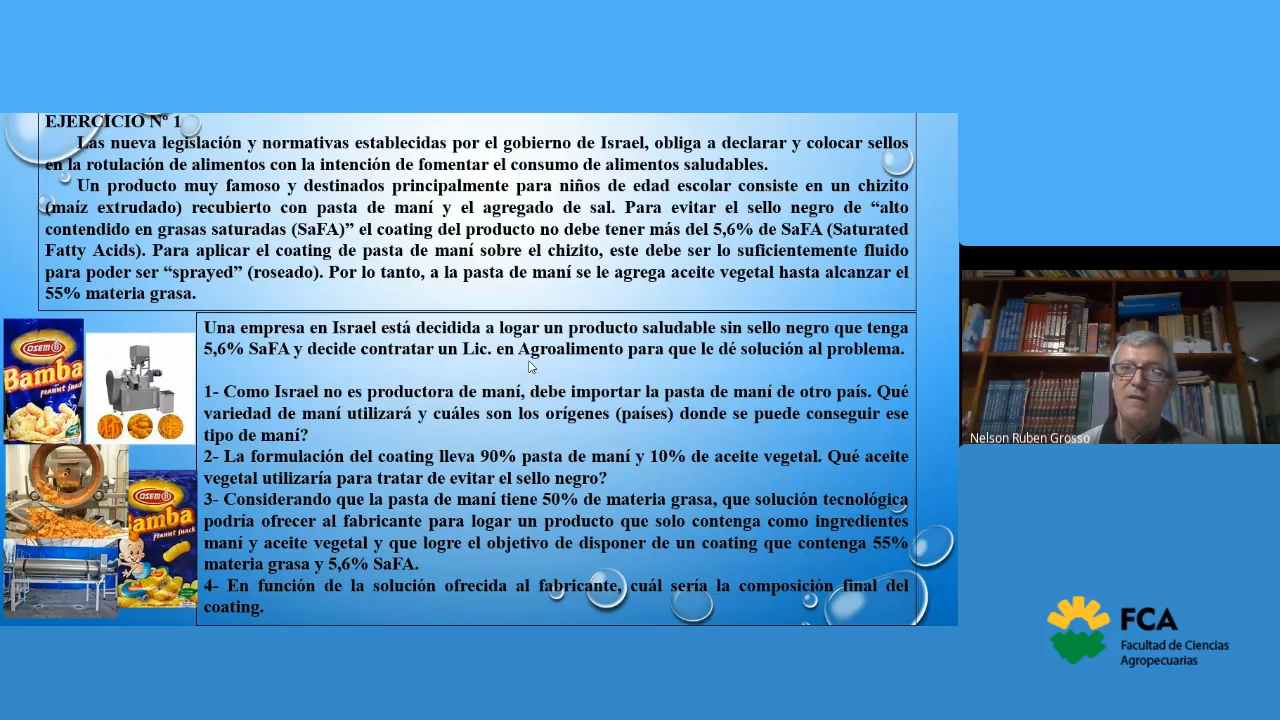 EJERCICIO Nº 1
Las nueva legislación y normativas establecidas por el gobierno de Israel, obliga a declarar y colocar sellos
en la rotulación de alimentos con la intención de fomentar el consumo de alimentos saludables.
Un producto muy famoso y destinados principalmente para niños de edad escolar consiste en un chizito
(maíz extrudado) recubierto con pasta de maní y el agregado de sal. Para evitar el sello negro de “alto
contendido en grasas saturadas (SaFA)” el coating del producto no debe tener más del 5,6% de SaFA (Saturated
Fatty Acids). Para aplicar el coating de pasta de maní sobre el chizito, este debe ser lo suficientemente fluido
para poder ser “sprayed” (roseado). Por lo tanto, a la pasta de maní se le agrega aceite vegetal hasta alcanzar el
55% materia grasa.
Una empresa en Israel está decidida a logar un producto saludable sin sello negro que tenga
5,6% SaFA y decide contratar un Lic. en Agroalimento para que le dé solución al problema.
1- Como Israel no es productora de maní, debe importar la pasta de maní de otro país. Qué
variedad de maní utilizará y cuáles son los orígenes (países) donde se puede conseguir ese
tipo de maní?
2- La formulación del coating lleva 90% pasta de maní y 10% de aceite vegetal. Qué aceite
vegetal utilizaría para tratar de evitar el sello negro?
3- Considerando que la pasta de maní tiene 50% de materia grasa, que solución tecnológica
podría ofrecer al fabricante para logar un producto que solo contenga como ingredientes
maní y aceite vegetal y que logre el objetivo de disponer de un coating que contenga 55%
materia grasa y 5,6% SaFA.
4- En función de la solución ofrecida al fabricante, cuál sería la composición final del
coating.
OSEM
Bamba
peanut snack
OSEM
Bamba
peanut snack
Nelson Ruben Grosso
FCA
Facultad de Ciencias
Agropecuarias